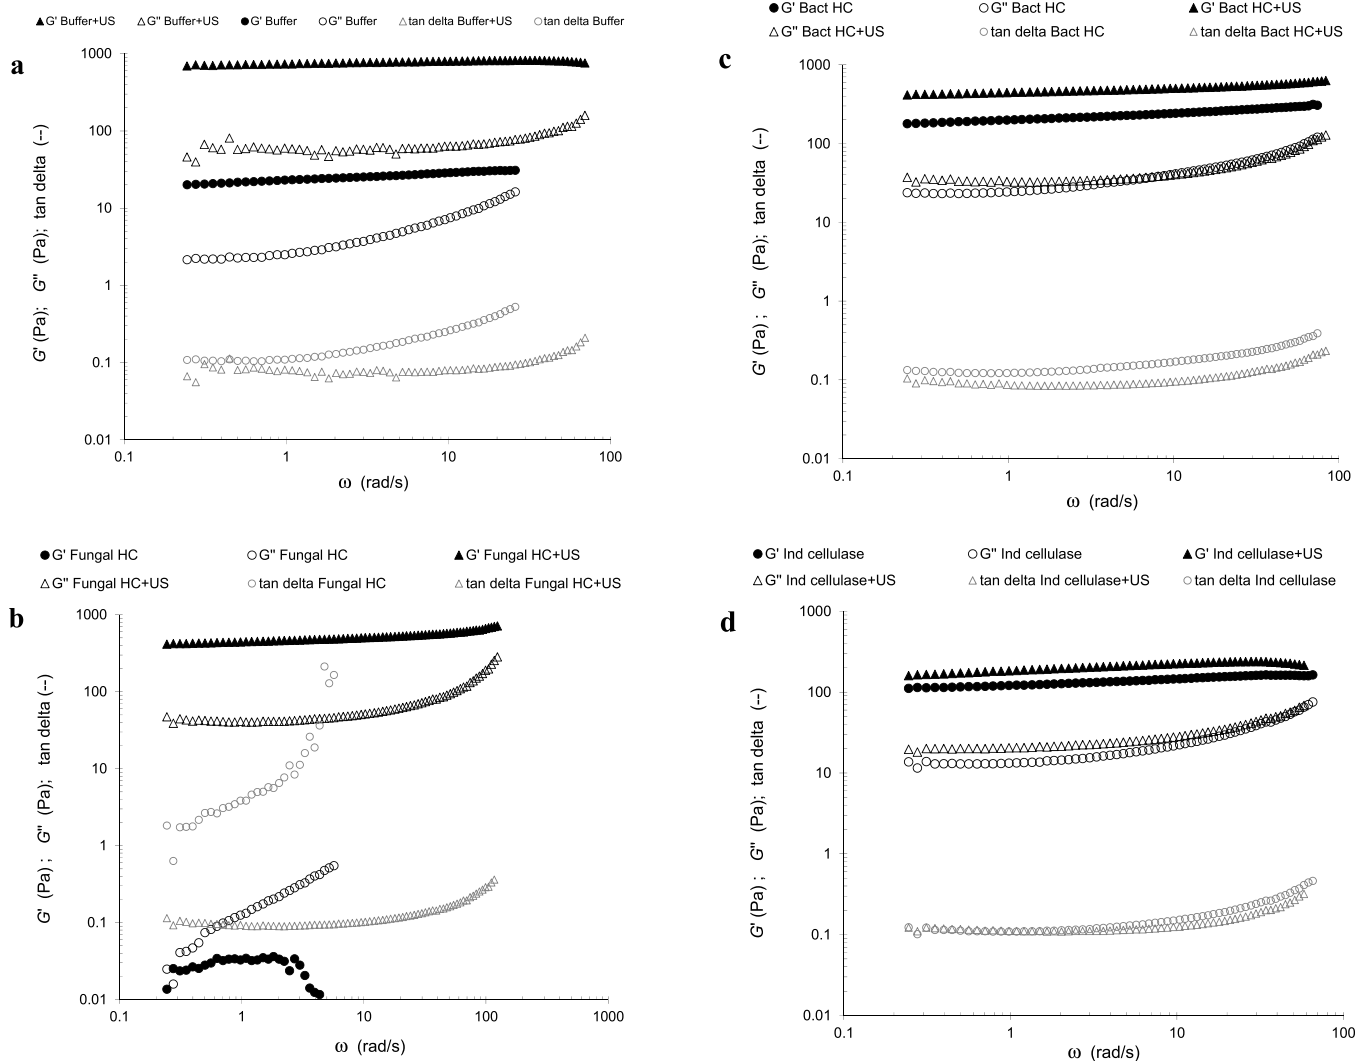 ▲G' Buffer+US △G" Buffer+US ●G' Buffer ○G" Buffer △tan delta Buffer+US ○tan delta Buffer
a
1000
100
10
1
0.1
0.01
0.1 1 10 100
G' (Pa); G" (Pa); tan delta (--)
ω (rad/s)
●G' Bact HC ○G" Bact HC ▲G' Bact HC+US
△G" Bact HC+US ○tan delta Bact HC △tan delta Bact HC+US
c
1000
100
10
1
0.1
0.01
0.1 1 10 100
G' (Pa) ; G" (Pa); tan delta (--)
ω (rad/s)
●G' Fungal HC ○G" Fungal HC ▲G' Fungal HC+US
△G" Fungal HC+US ○tan delta Fungal HC △tan delta Fungal HC+US
b
1000
100
10
1
0.1
0.01
0.1 1 10 100 1000
G' (Pa) ; G" (Pa); tan delta (--)
ω (rad/s)
●G' Ind cellulase ○G" Ind cellulase ▲G' Ind cellulase+US
△G" Ind cellulase+US △tan delta Ind cellulase+US ○tan delta Ind cellulase
d
1000
100
10
1
0.1
0.01
0.1 1 10 100
G' (Pa) ; G" (Pa); tan delta (--)
ω (rad/s)